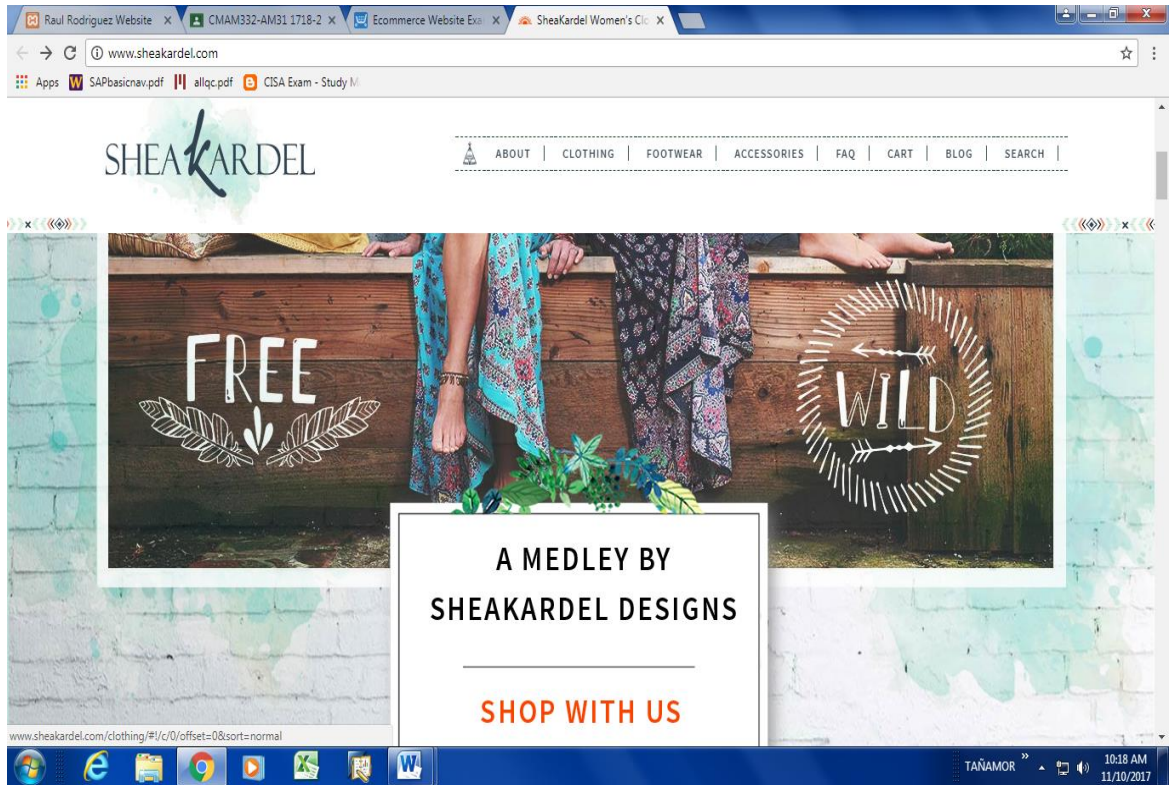 Raul Rodriguez Website
CMAM332-AM31 1718-2
Ecommerce Website Exa
SheaKardel Women's Clo
www.sheakardel.com
Apps
SAPbasicnav.pdf
allqc.pdf
CISA Exam - Study M
SHEAKARDEL
ABOUT | CLOTHING | FOOTWEAR | ACCESSORIES | FAQ | CART | BLOG | SEARCH |
FREE
WILD
A MEDLEY BY
SHEAKARDEL DESIGNS
SHOP WITH US
www.sheakardel.com/clothing/#!/c/0/offset=0&sort=normal
TAÑAMOR
10:18 AM
11/10/2017